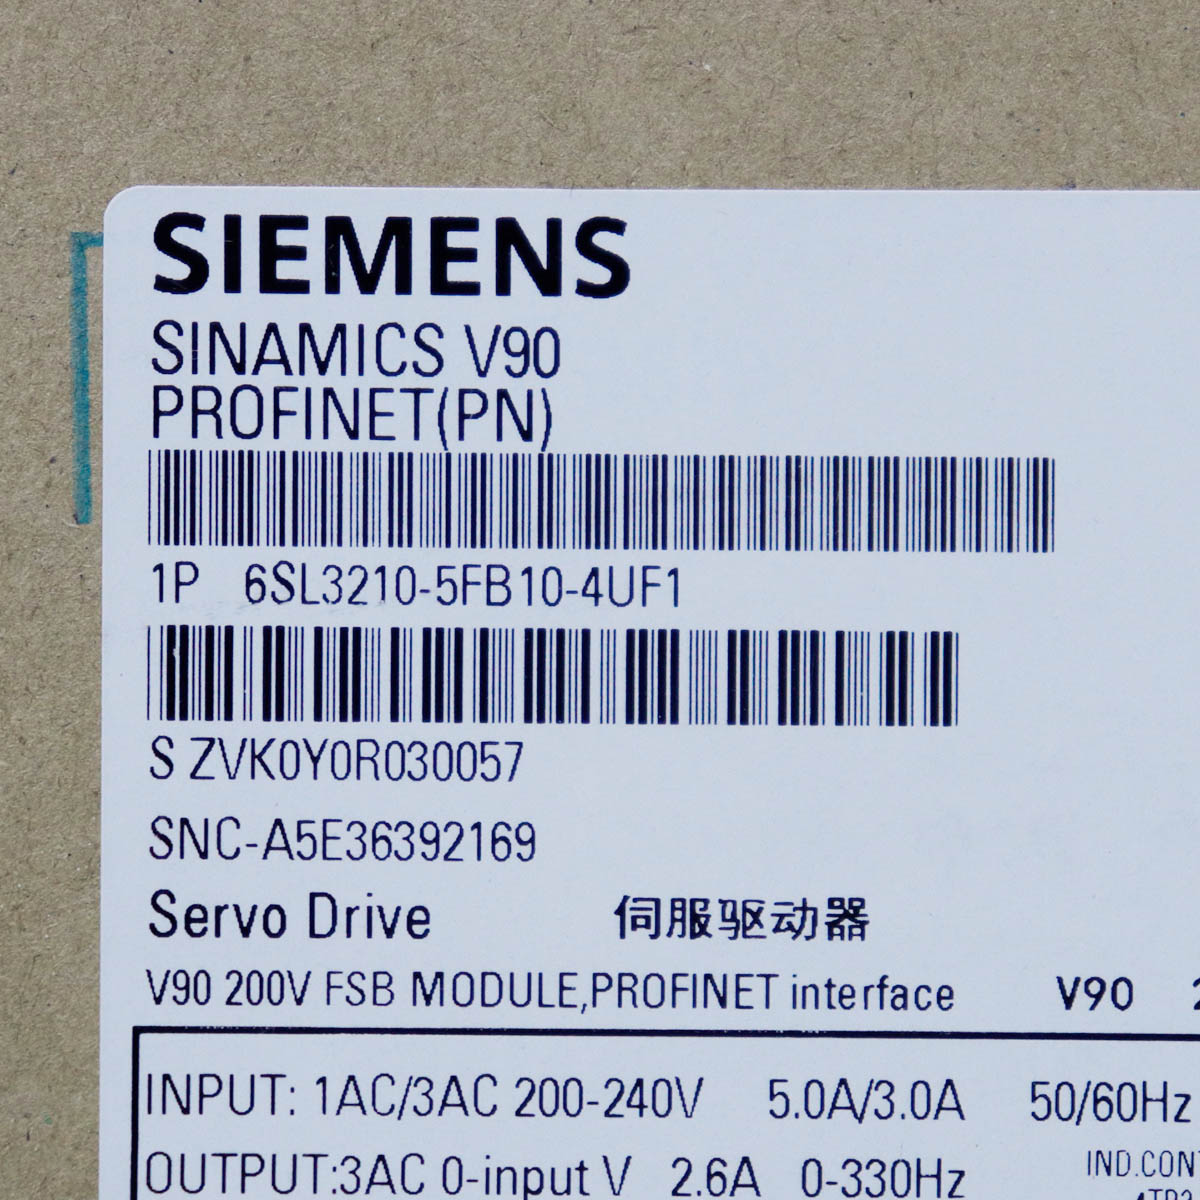 SIEMENS
SINAMICS V90
PROFINET(PN)
1P 6SL3210-5FB10-4UF1
S ZVK0Y0R030057
SNC-A5E36392169
Servo Drive 伺服驱动器
V90 200V FSB MODULE,PROFINET interface V90
INPUT: 1AC/3AC 200-240V 5.0A/3.0A 50/60Hz
OUTPUT:3AC 0-input V 2.6A 0-330Hz
IND.CONT